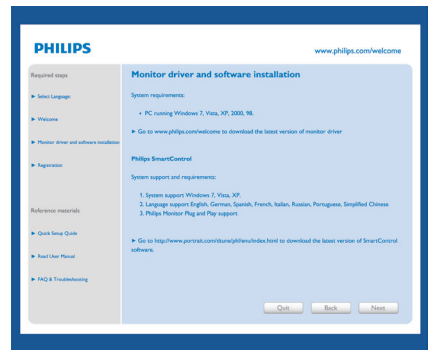 PHILIPS
www.philips.com/welcome
Required steps
► Select Language:
► Welcome
► Monitor driver and software installation
► Registration
Reference materials
► Quick Setup Quide
► Read User Manual
► FAQ & Troubleshooting
Monitor driver and software installation
System requirements:
• PC running Windows 7, Vista, XP, 2000, 98.
► Go to www.philips.com/welcome to download the latest version of monitor driver
Philips SmartControl
System support and requirements:
1. System support Windows 7, Vista, XP.
2. Language support English, German, Spanish, French, Italian, Russian, Portuguese, Simplified Chinese
3. Philips Monitor Plug and Play support
► Go to http://www.portrait.com/dtune/phl/enu/index.html to download the latest version of SmartControl
software.
Quit
Back
Next